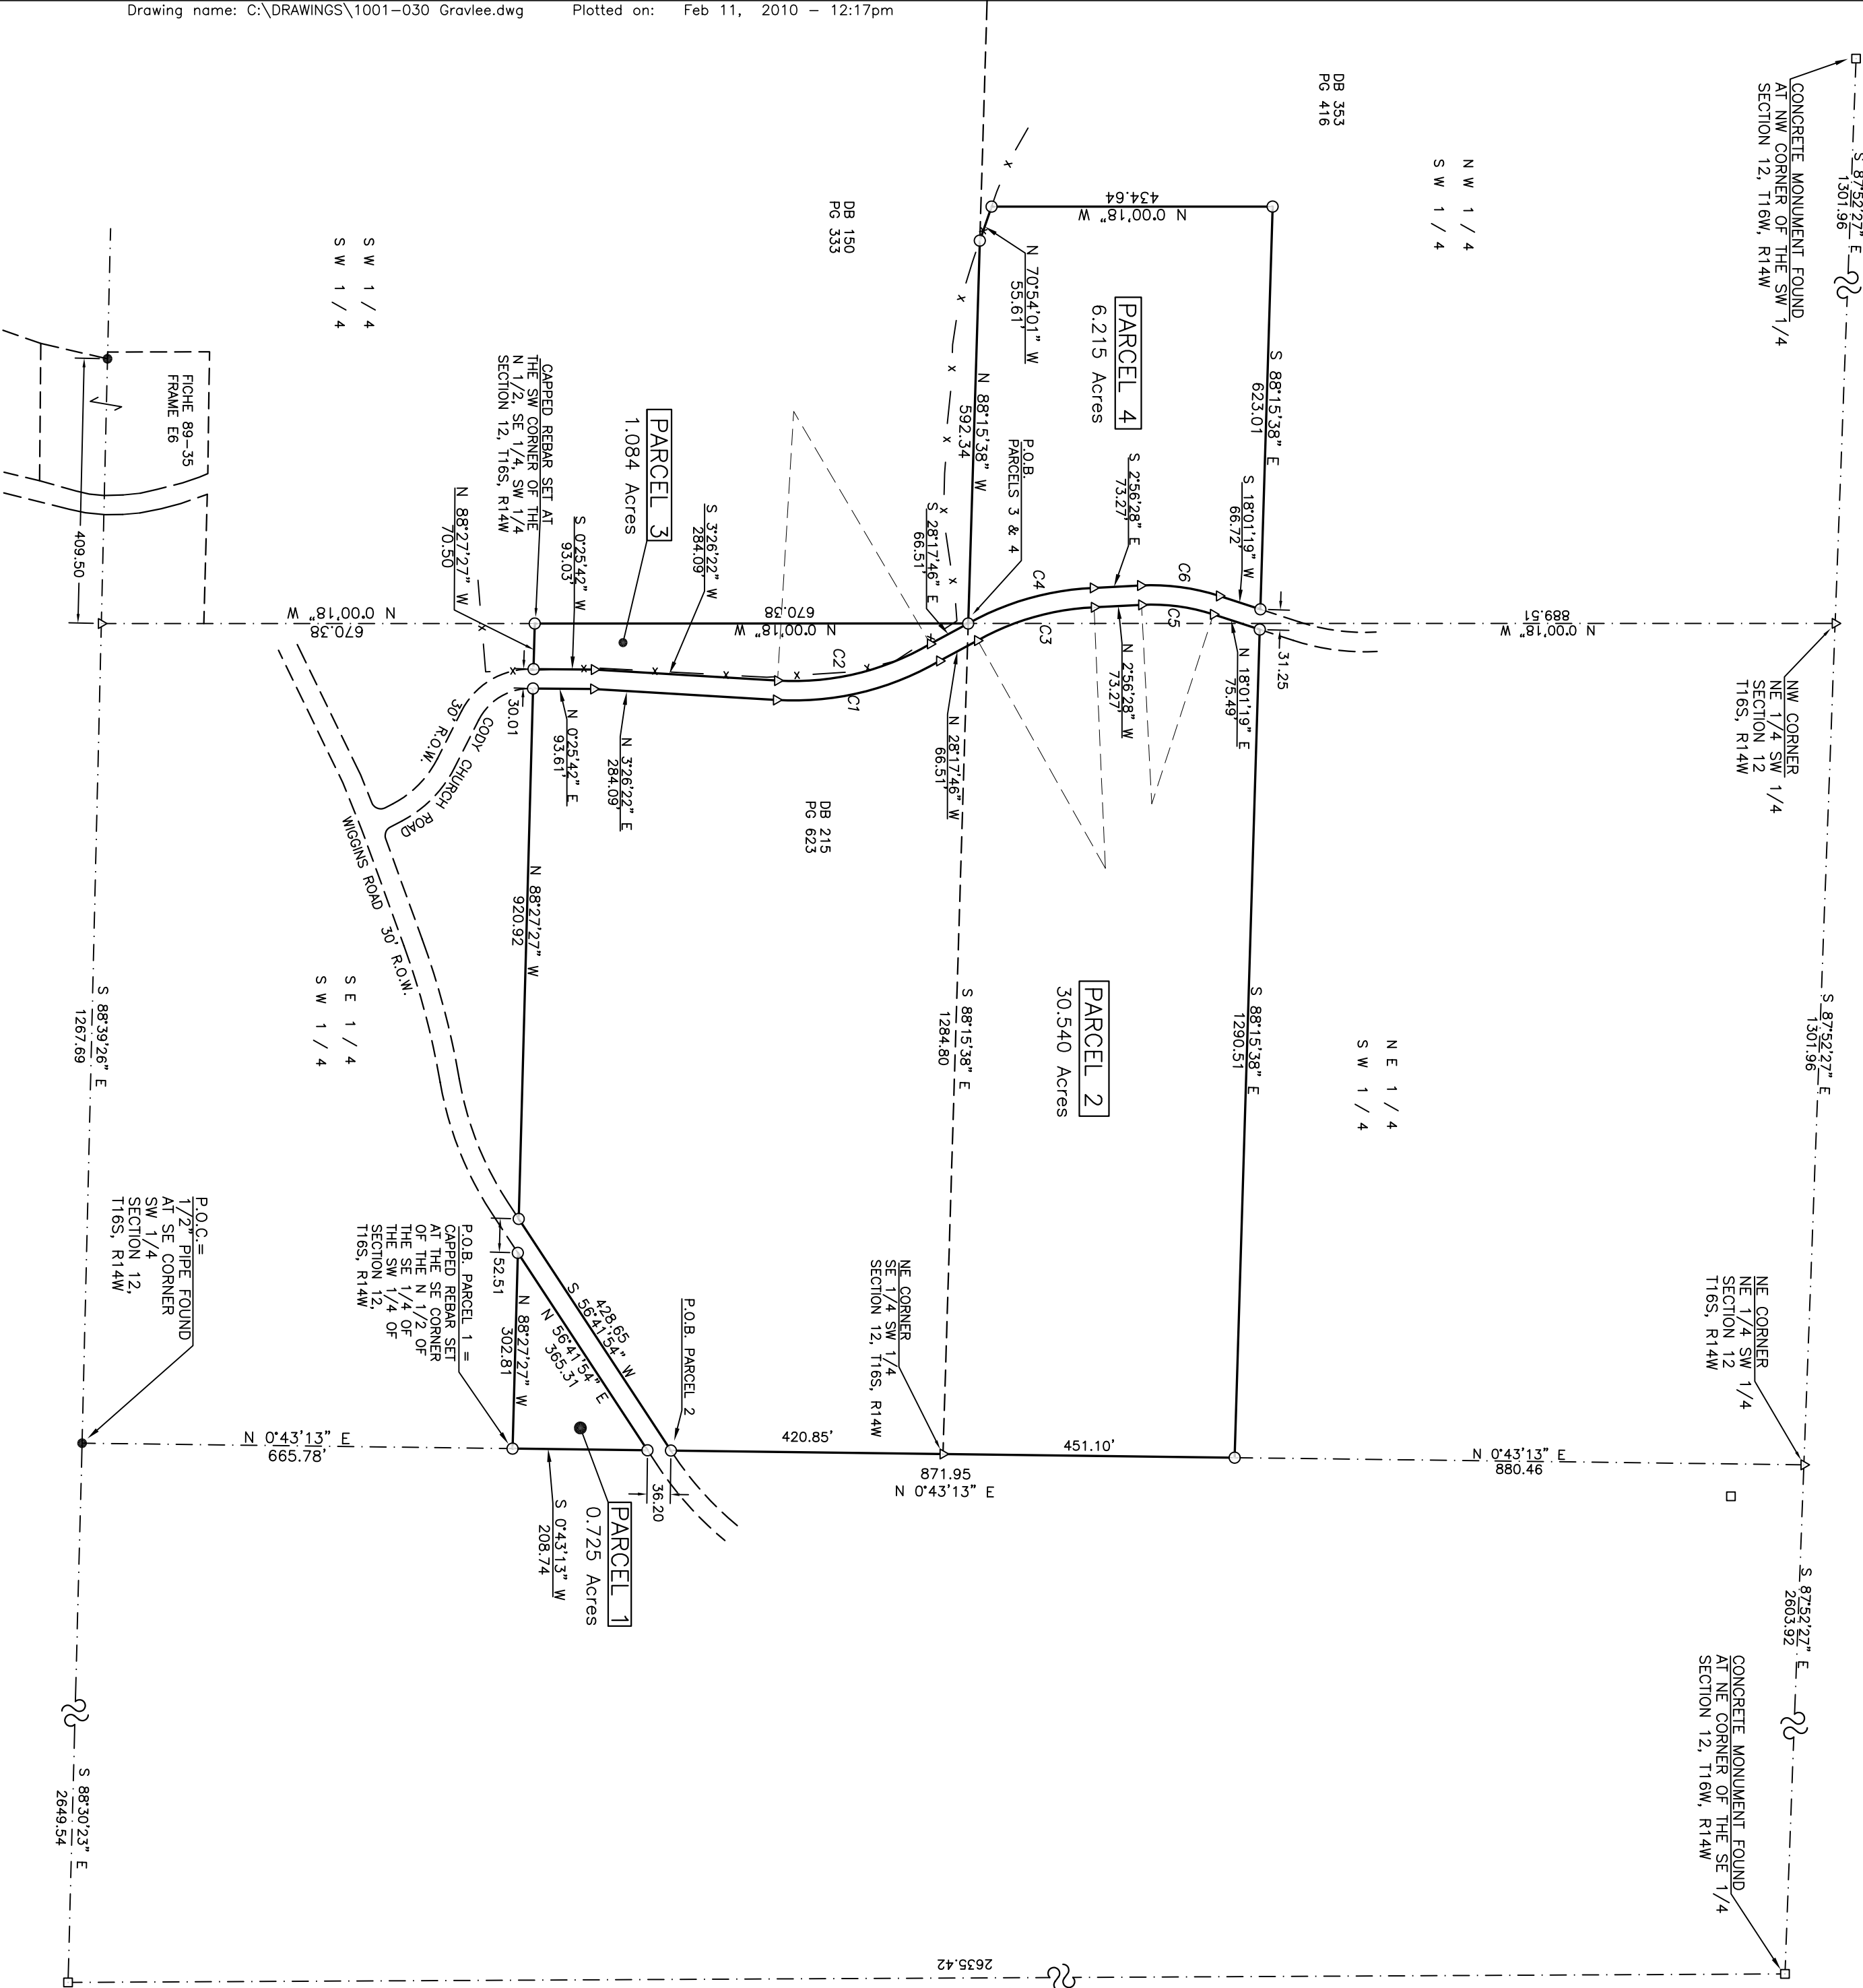 Drawing name: C:\DRAWINGS\1001-030 Gravlee.dwg Plotted on: Feb 11, 2010 - 12:17pm
S 87°52'27" E
1301.96
CONCRETE MONUMENT FOUND
AT NW CORNER OF THE SW 1/4
SECTION 12, T16W, R14W
NW CORNER
NE 1/4 SW 1/4
SECTION 12
T16S, R14W
S 87°52'27" E
1301.96
NE CORNER
NE 1/4 SW 1/4
SECTION 12
T16S, R14W
S 87°52'27" E
2603.92
CONCRETE MONUMENT FOUND
AT NE CORNER OF THE SE 1/4
SECTION 12, T16W, R14W
N 0°00'18" W
889.51
N 0°43'13" E
880.46
NW 1/4
SW 1/4
NE 1/4
SW 1/4
DB 353
PG 416
S 88°15'38" E
623.01
S 18°01'19" W
66.72'
31.25
N 18°01'19" E
75.49'
S 88°15'38" E
1290.51
N 0°00'18" W
434.64
PARCEL 4
6.215 Acres
S 2°56'28" E
73.27'
C6
C5
N 2°56'28" W
73.27'
C4
C3
PARCEL 2
30.540 Acres
N 70°54'01" W
55.61'
P.O.B.
PARCELS 3 & 4
N 88°15'38" W
592.34
S 28°17'46" E
66.51'
N 28°17'46" W
66.51'
S 88°15'38" E
1284.80
NE CORNER
SE 1/4 SW 1/4
SECTION 12, T16S, R14W
451.10'
420.85'
871.95
N 0°43'13" E
DB 150
PG 333
DB 215
PG 623
C2
C1
670.38
N 0°00'18" W
S 3°26'22" W
284.09'
N 3°26'22" E
284.09'
PARCEL 3
1.084 Acres
S 0°25'42" W
93.03'
N 0°25'42" E
93.61'
CAPPED REBAR SET AT
THE SW CORNER OF THE
N 1/2, SE 1/4, SW 1/4
SECTION 12, T16S, R14W
N 88°27'27" W
70.50
30.01
N 88°27'27" W
920.92
CODY CHURCH ROAD
30' R.O.W.
WIGGINS ROAD 30' R.O.W.
P.O.B. PARCEL 2
428.65
S 56°41'54" W
N 56°41'54" E
365.31
52.51
N 88°27'27" W
302.81
36.20
PARCEL 1
0.725 Acres
S 0°43'13" W
208.74
P.O.B. PARCEL 1 =
CAPPED REBAR SET
AT THE SE CORNER
OF THE N 1/2 OF
THE SE 1/4 OF
THE SW 1/4 OF
SECTION 12,
T16S, R14W
SW 1/4
SW 1/4
SE 1/4
SW 1/4
N 0°00'18" W
670.38
FICHE 89-35
FRAME E6
409.50
S 88°39'26" E
1267.69
P.O.C.=
1/2" PIPE FOUND
AT SE CORNER
SW 1/4
SECTION 12,
T16S, R14W
N 0°43'13" E
665.78'
S 88°30'23" E
2649.54
2635.42